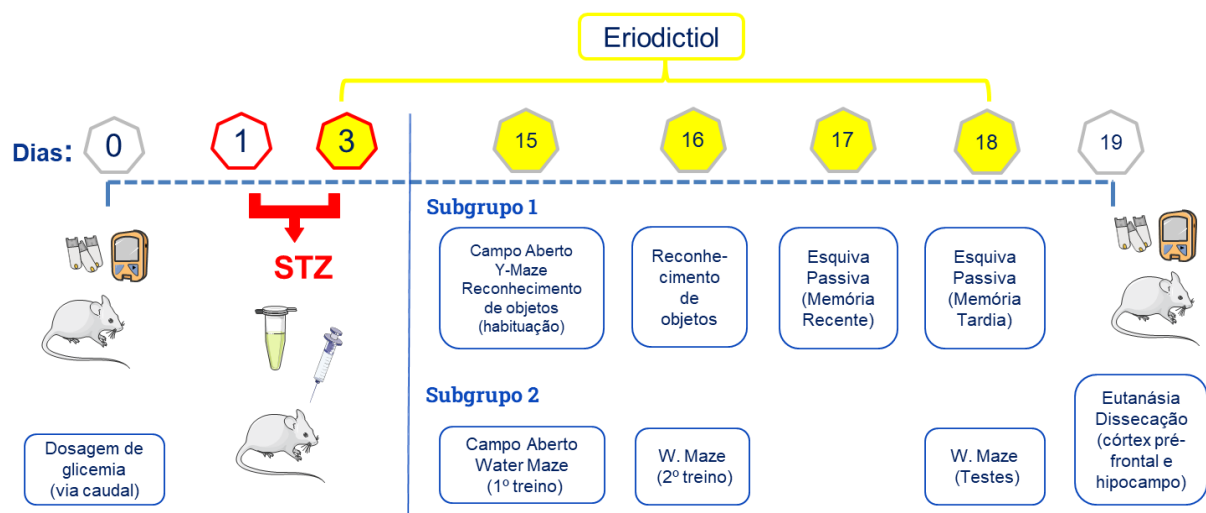 Eriodictiol
Dias:
0
1
3
15
16
17
18
19
STZ
Subgrupo 1
Campo Aberto
Y-Maze
Reconhecimento
de objetos
(habituação)
Reconhe-
cimento
de
objetos
Esquiva
Passiva
(Memória
Recente)
Esquiva
Passiva
(Memória
Tardia)
Subgrupo 2
Dosagem de
glicemia
(via caudal)
Campo Aberto
Water Maze
(1º treino)
W. Maze
(2º treino)
W. Maze
(Testes)
Eutanásia
Dissecação
(córtex pré-
frontal e
hipocampo)